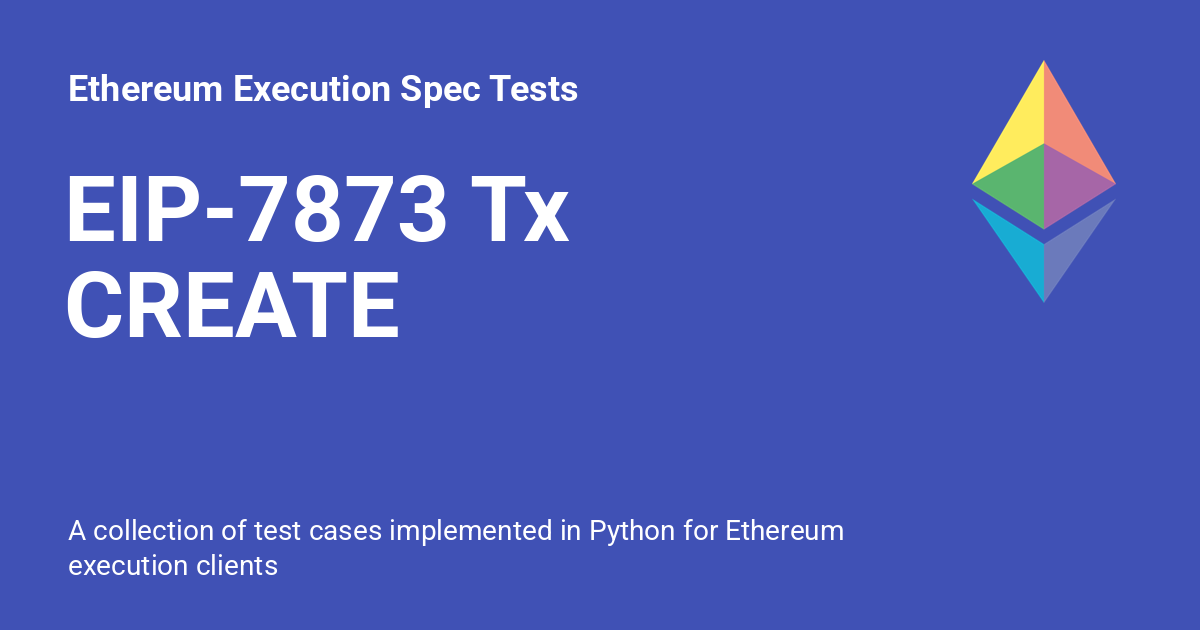 Ethereum Execution Spec Tests
EIP-7873 Tx
CREATE
A collection of test cases implemented in Python for Ethereum
execution clients